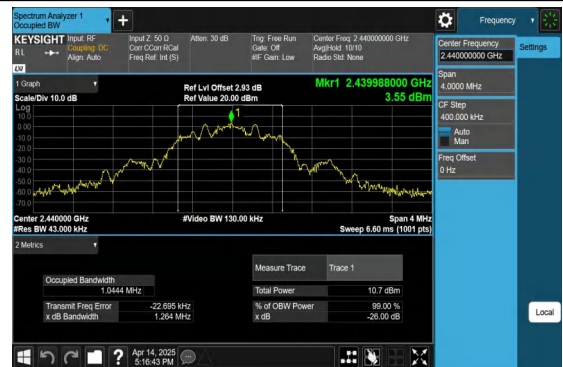 Spectrum Analyzer 1
Occupied BW
+
Frequency
KEYSIGHT
RL
Input: RF
Coupling: DC
Align: Auto
Input Z: 50 Ω
Corr CCorr RCal
Freq Ref: Int (S)
Atten: 30 dB
Trig: Free Run
Gate: Off
#IF Gain: Low
Center Freq: 2.440000000 GHz
Avg|Hold: 10/10
Radio Std: None
LXI
Center Frequency
2.440000000 GHz
Settings
Span
4.0000 MHz
CF Step
400.000 kHz
Auto
Man
Freq Offset
0 Hz
1 Graph
Scale/Div 10.0 dB
Ref Lvl Offset 2.93 dB
Ref Value 20.00 dBm
Mkr1 2.439988000 GHz
3.55 dBm
Log
10.0
0.00
-10.0
-20.0
-30.0
-40.0
-50.0
-60.0
-70.0
1
Center 2.440000 GHz
#Res BW 43.000 kHz
#Video BW 130.00 kHz
Span 4 MHz
Sweep 6.60 ms (1001 pts)
2 Metrics
Measure Trace Trace 1
Occupied Bandwidth
1.0444 MHz
Total Power 10.7 dBm
Transmit Freq Error -22.695 kHz
% of OBW Power 99.00 %
x dB Bandwidth 1.264 MHz
x dB -26.00 dB
Local
?
Apr 14, 2025
5:16:43 PM